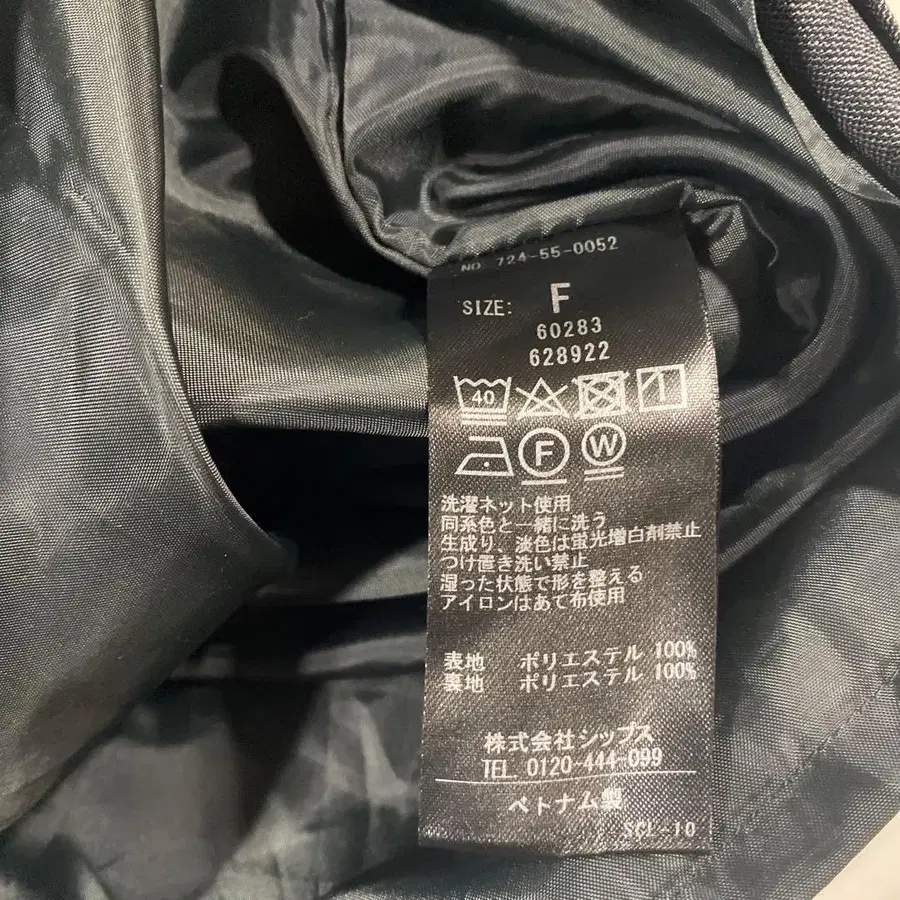 NO. 724-55-0052
SIZE: F
60283
628922
40
F W
洗濯ネット使用
同系色と一緒に洗う
生成り、淡色は蛍光増白剤禁止
つけ置き洗い禁止
湿った状態で形を整える
アイロンはあて布使用
表地 ポリエステル 100%
裏地 ポリエステル 100%
株式会社シップス
TEL. 0120-444-099
ベトナム製
SCL-10